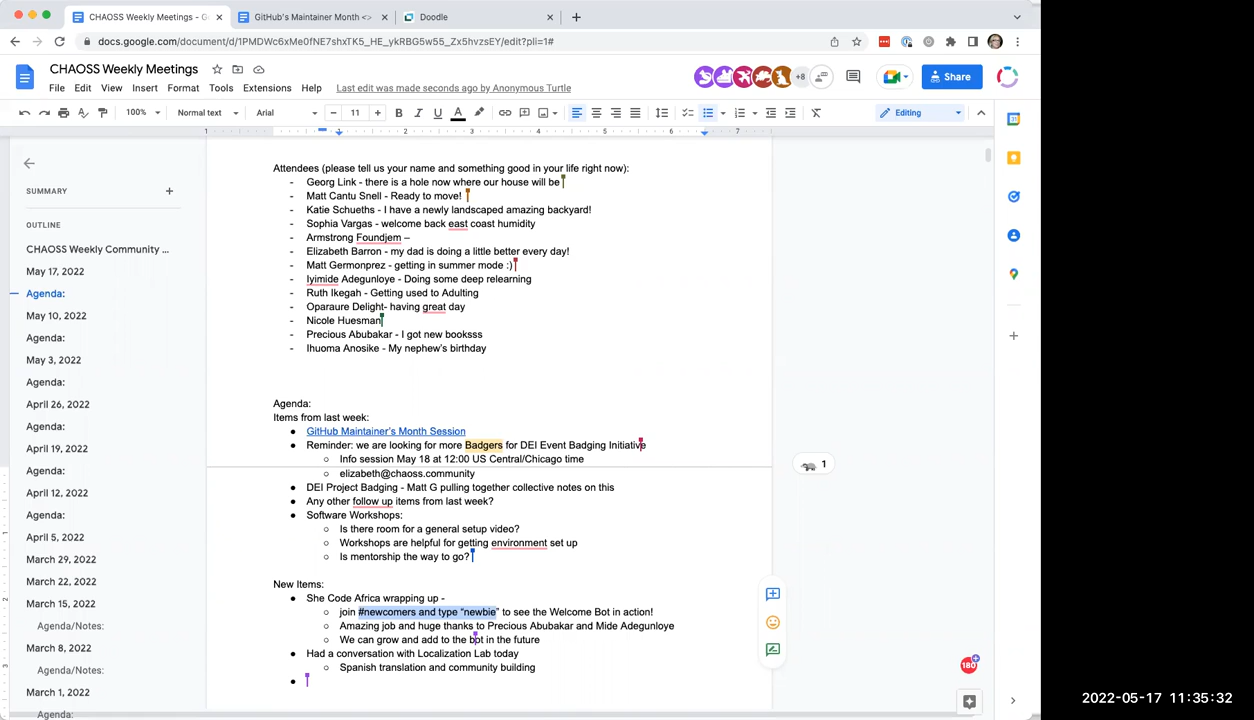 CHAOSS Weekly Meetings - G
GitHub's Maintainer Month <>
Doodle
docs.google.com/document/d/1PMDWc6xMe0fNE7shxTK5_HE_ykRBG5w55_Zx5hvzsEY/edit?pli=1#
CHAOSS Weekly Meetings
File Edit View Insert Format Tools Extensions Help Last edit was made seconds ago by Anonymous Turtle
+8
Share
100% Normal text Arial 11 Editing
1 1 2 3 4 5 6 7
SUMMARY
OUTLINE
CHAOSS Weekly Community ...
May 17, 2022
Agenda:
May 10, 2022
Agenda:
May 3, 2022
Agenda:
April 26, 2022
Agenda:
April 19, 2022
Agenda:
April 12, 2022
Agenda:
April 5, 2022
March 29, 2022
March 22, 2022
March 15, 2022
Agenda/Notes:
March 8, 2022
Agenda/Notes:
March 1, 2022
Agenda:
Attendees (please tell us your name and something good in your life right now):
- Georg Link - there is a hole now where our house will be
- Matt Cantu Snell - Ready to move!
- Katie Schueths - I have a newly landscaped amazing backyard!
- Sophia Vargas - welcome back east coast humidity
- Armstrong Foundjem –
- Elizabeth Barron - my dad is doing a little better every day!
- Matt Germonprez - getting in summer mode :)
- Iyimide Adegunloye - Doing some deep relearning
- Ruth Ikegah - Getting used to Adulting
- Oparaure Delight- having great day
- Nicole Huesman
- Precious Abubakar - I got new booksss
- Ihuoma Anosike - My nephew's birthday
Agenda:
Items from last week:
● GitHub Maintainer's Month Session
● Reminder: we are looking for more Badgers for DEI Event Badging Initiative
○ Info session May 18 at 12:00 US Central/Chicago time
○ elizabeth@chaoss.community
● DEI Project Badging - Matt G pulling together collective notes on this
● Any other follow up items from last week?
● Software Workshops:
○ Is there room for a general setup video?
○ Workshops are helpful for getting environment set up
○ Is mentorship the way to go?
New Items:
● She Code Africa wrapping up -
○ join #newcomers and type "newbie" to see the Welcome Bot in action!
○ Amazing job and huge thanks to Precious Abubakar and Mide Adegunloye
○ We can grow and add to the bot in the future
● Had a conversation with Localization Lab today
○ Spanish translation and community building
●
1
180
2022-05-17 11:35:32